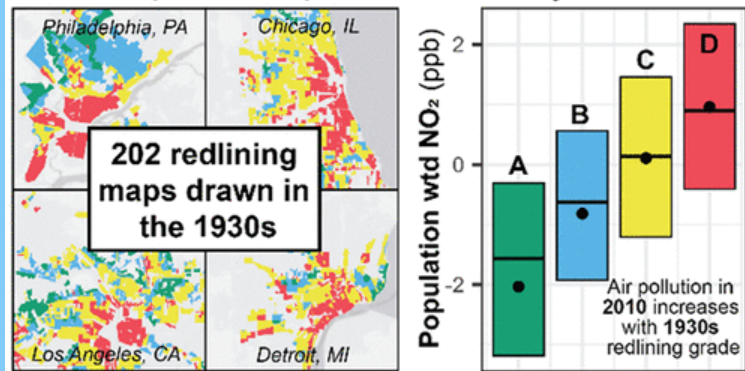 Philadelphia, PA
Chicago, IL
202 redlining
maps drawn in
the 1930s
Los Angeles, CA
Detroit, MI
Population wtd NO₂ (ppb)
2
0
-2
A
B
C
D
Air pollution in
2010 increases
with 1930s
redlining grade